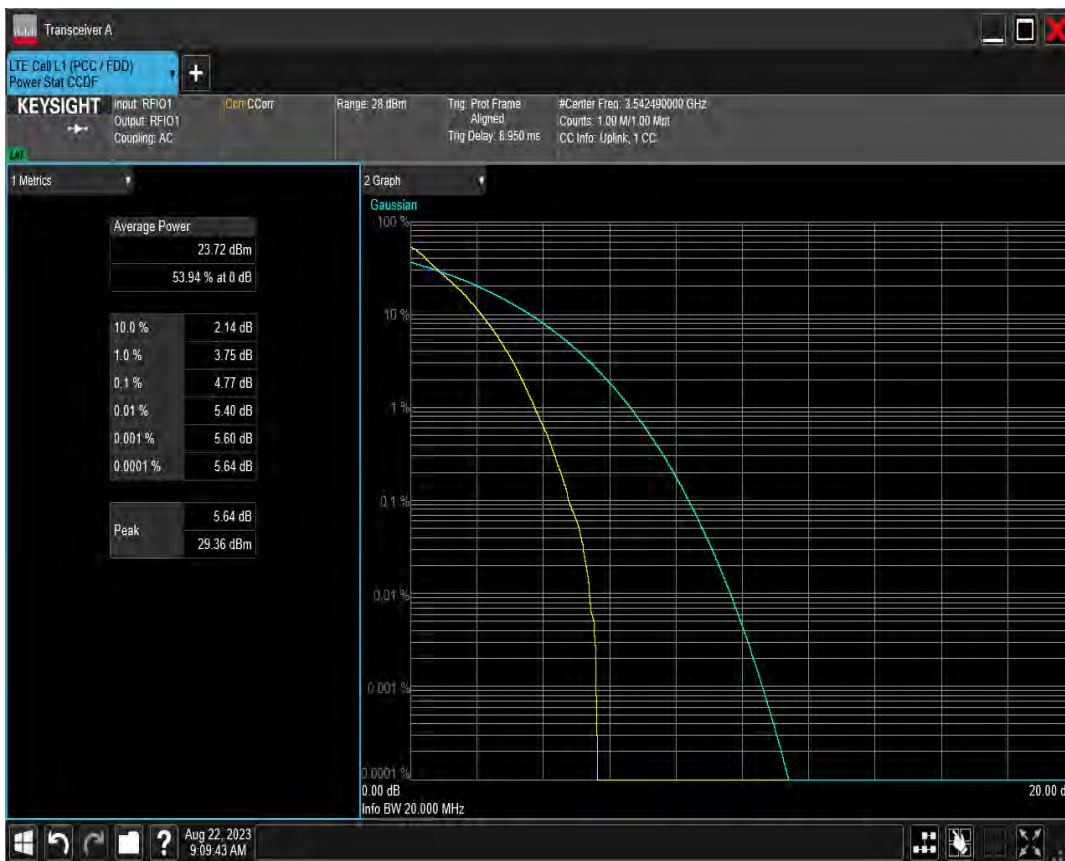 Transceiver A
LTE Cell L1 (PCC / FDD)
Power Stat CCDF
+
KEYSIGHT
Input: RFIO1
Output: RFIO1
Coupling: AC
Corr CCorr
Range: 28 dBm
Trig: Prot Frame
Aligned
Trig Delay: 8.950 ms
#Center Freq: 3.542490000 GHz
Counts: 1.00 M/1.00 Mpt
CC Info: Uplink, 1 CC
1 Metrics
Average Power
23.72 dBm
53.94 % at 0 dB
10.0 % 2.14 dB
1.0 % 3.75 dB
0.1 % 4.77 dB
0.01 % 5.40 dB
0.001 % 5.60 dB
0.0001 % 5.64 dB
Peak
5.64 dB
29.36 dBm
2 Graph
Gaussian
100 %
10 %
1 %
0.1 %
0.01 %
0.001 %
0.0001 %
0.00 dB 20.00 d
Info BW 20.000 MHz
?
Aug 22, 2023
9:09:43 AM